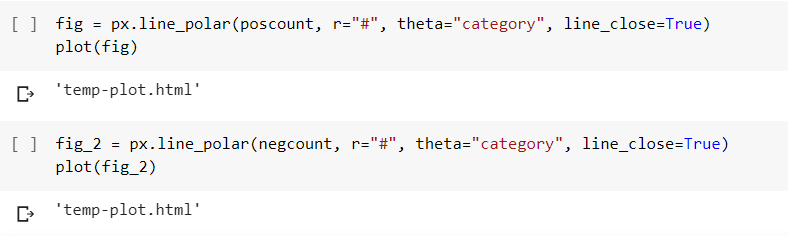 [ ] fig = px.line_polar(poscount, r="#", theta="category", line_close=True)
plot(fig)
'temp-plot.html'
[ ] fig_2 = px.line_polar(negcount, r="#", theta="category", line_close=True)
plot(fig_2)
'temp-plot.html'